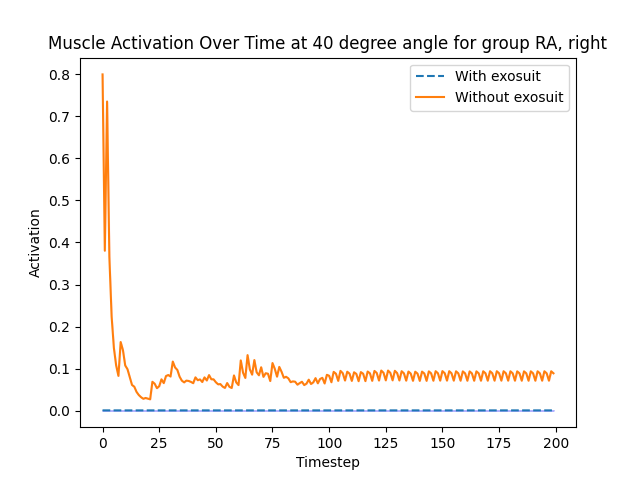 Muscle Activation Over Time at 40 degree angle for group RA, right
With exosuit
Without exosuit
0.8
0.7
0.6
0.5
0.4
0.3
0.2
0.1
0.0
Activation
0 25 50 75 100 125 150 175 200
Timestep